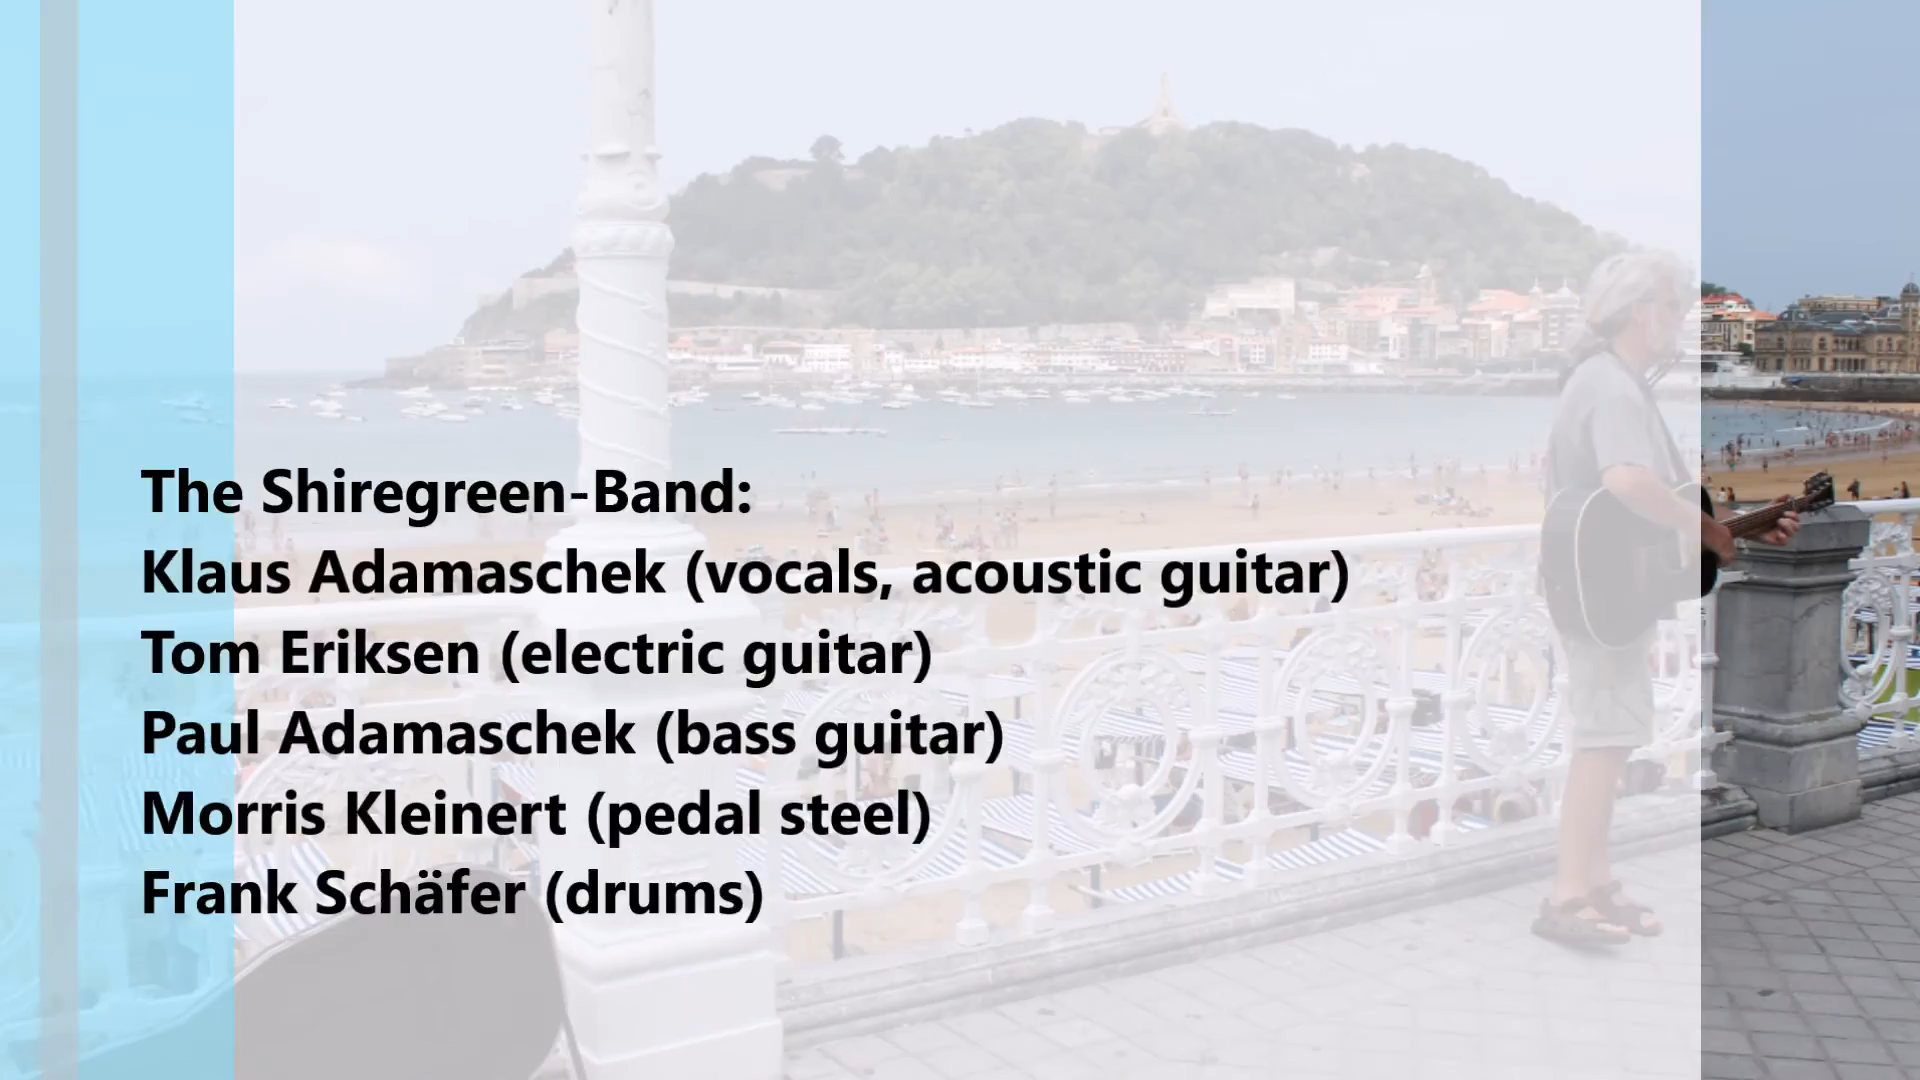 The Shiregreen-Band:
Klaus Adamaschek (vocals, acoustic guitar)
Tom Eriksen (electric guitar)
Paul Adamaschek (bass guitar)
Morris Kleinert (pedal steel)
Frank Schäfer (drums)